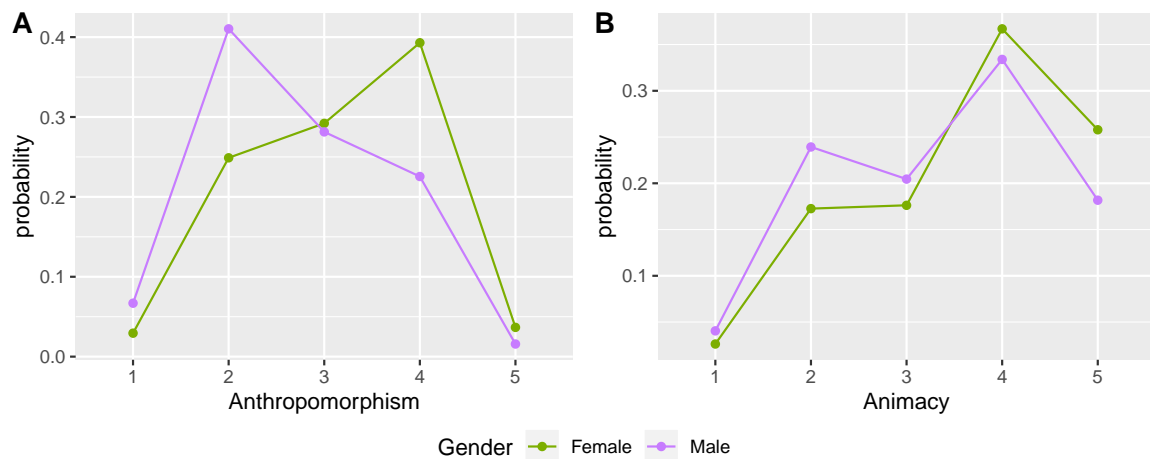 A
probability
0.4
0.3
0.2
0.1
0.0
1 2 3 4 5
Anthropomorphism
B
probability
0.3
0.2
0.1
1 2 3 4 5
Animacy
Gender Female Male